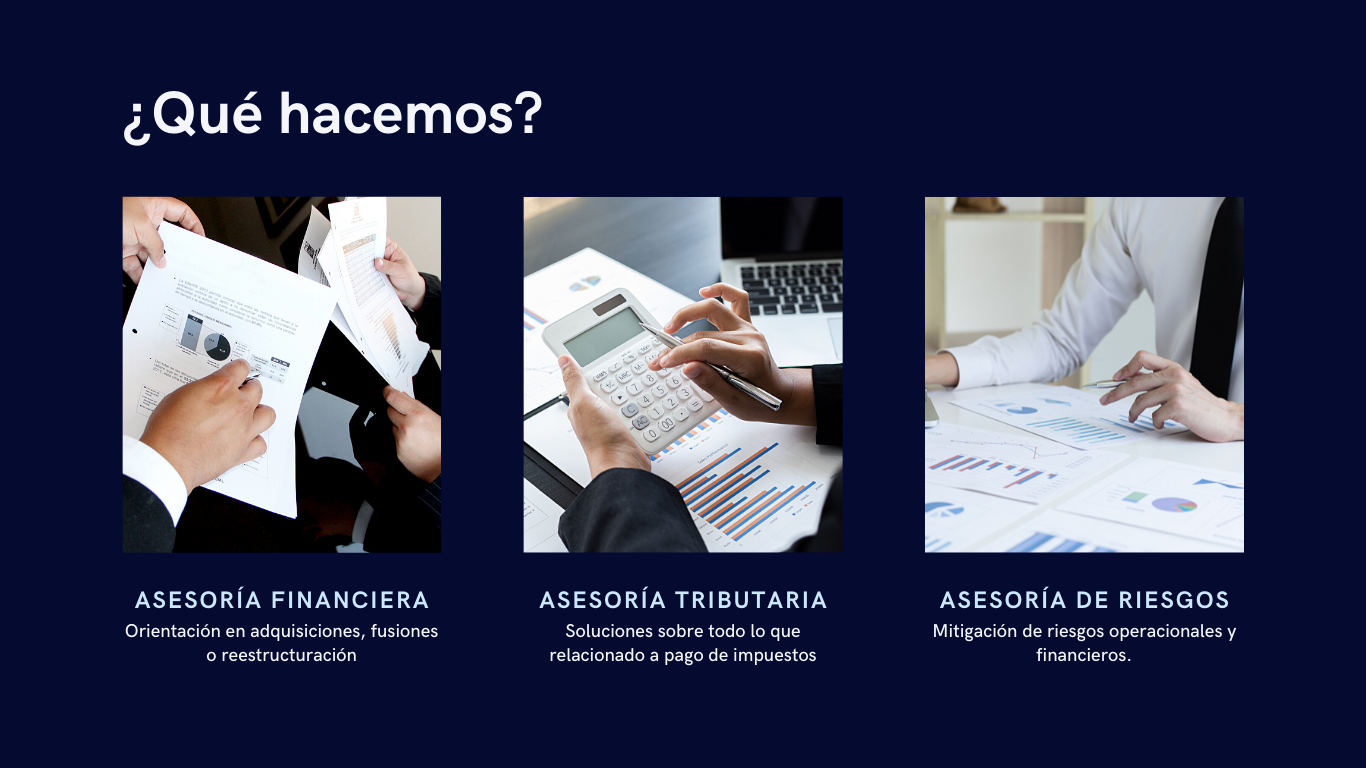 ¿Qué hacemos?
ASESORÍA FINANCIERA
Orientación en adquisiciones, fusiones
o reestructuración
ASESORÍA TRIBUTARIA
Soluciones sobre todo lo que
relacionado a pago de impuestos
ASESORÍA DE RIESGOS
Mitigación de riesgos operacionales y
financieros.